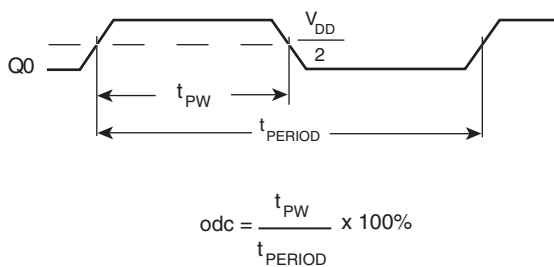 V_DD
2
Q0
t_PW
t_PERIOD
odc = t_PW / t_PERIOD x 100%